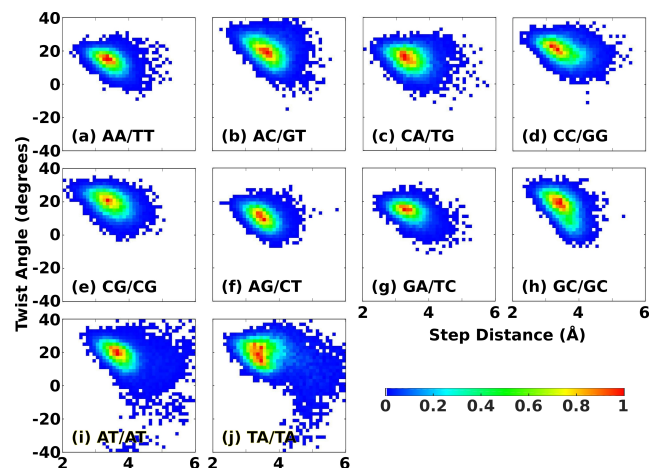 40
20
0
-20
-40
(a) AA/TT
(b) AC/GT
(c) CA/TG
(d) CC/GG
40
20
0
-20
-40
(e) CG/CG
(f) AG/CT
(g) GA/TC
(h) GC/GC
2 4 6
2 4 6
Twist Angle (degrees)
Step Distance (Å)
40
20
0
-20
-40
(i) AT/AT
(j) TA/TA
2 4 6
4 6
0 0.2 0.4 0.6 0.8 1